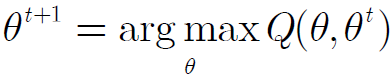 θ^{t+1} = arg max_θ Q(θ, θ^t)